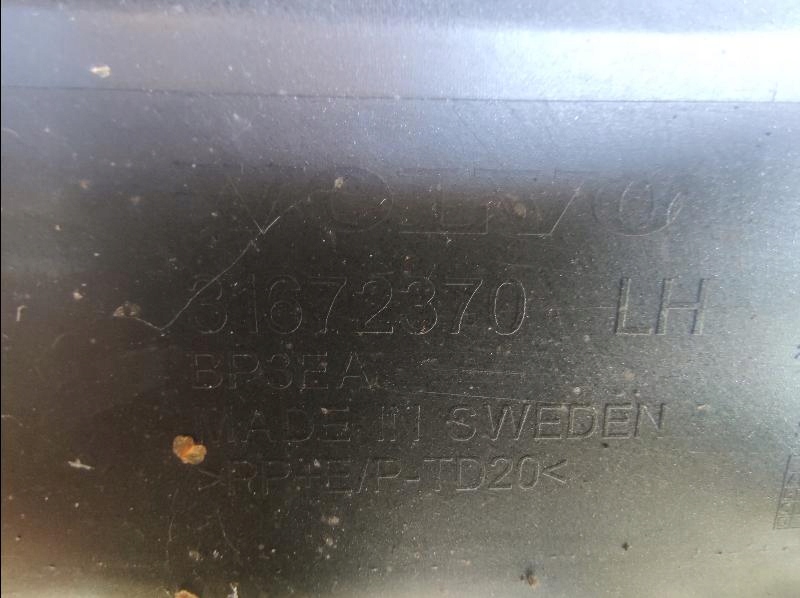 VOLVO
31672370 LH
BP3EA
MADE IN SWEDEN
>PP+E/P-TD20<